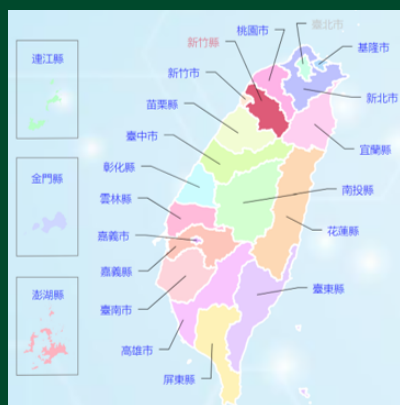 臺北市
桃園市
新竹縣
基隆市
連江縣
新竹市
新北市
苗栗縣
臺中市
宜蘭縣
彰化縣
金門縣
南投縣
雲林縣
花蓮縣
嘉義市
嘉義縣
臺東縣
澎湖縣
臺南市
高雄市
屏東縣